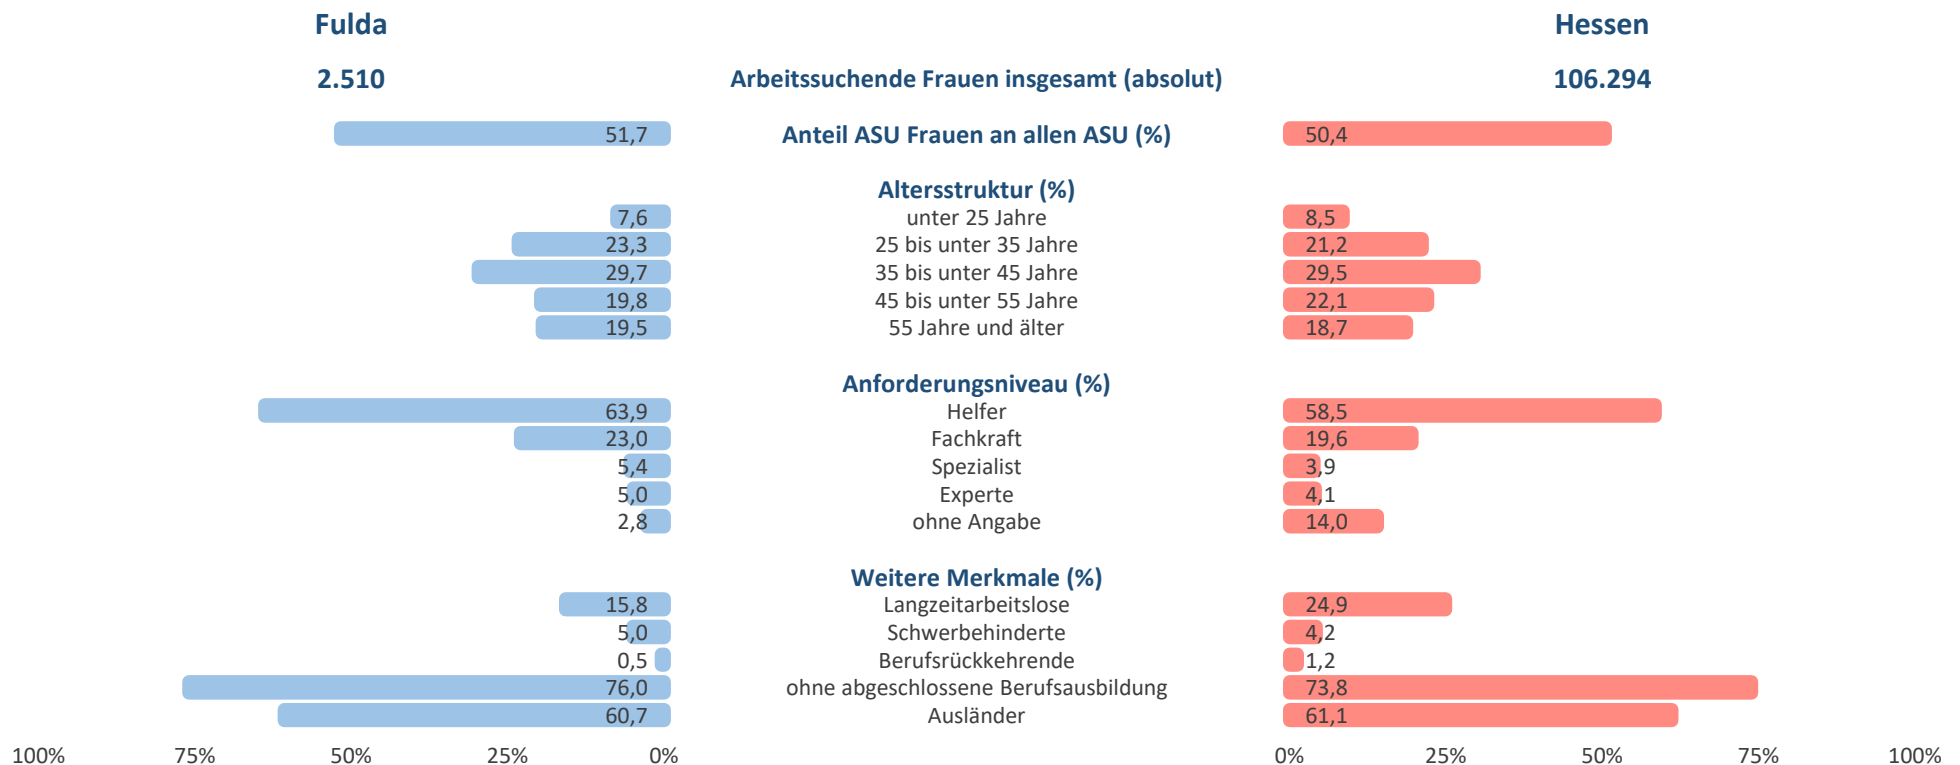 Fulda Hessen
2.510 Arbeitssuchende Frauen insgesamt (absolut) 106.294
51,7 Anteil ASU Frauen an allen ASU (%) 50,4
Altersstruktur (%)
7,6 unter 25 Jahre 8,5
23,3 25 bis unter 35 Jahre 21,2
29,7 35 bis unter 45 Jahre 29,5
19,8 45 bis unter 55 Jahre 22,1
19,5 55 Jahre und älter 18,7
Anforderungsniveau (%)
63,9 Helfer 58,5
23,0 Fachkraft 19,6
5,4 Spezialist 3,9
5,0 Experte 4,1
2,8 ohne Angabe 14,0
Weitere Merkmale (%)
15,8 Langzeitarbeitslose 24,9
5,0 Schwerbehinderte 4,2
0,5 Berufsrückkehrende 1,2
76,0 ohne abgeschlossene Berufsausbildung 73,8
60,7 Ausländer 61,1
100% 75% 50% 25% 0% 0% 25% 50% 75% 100%